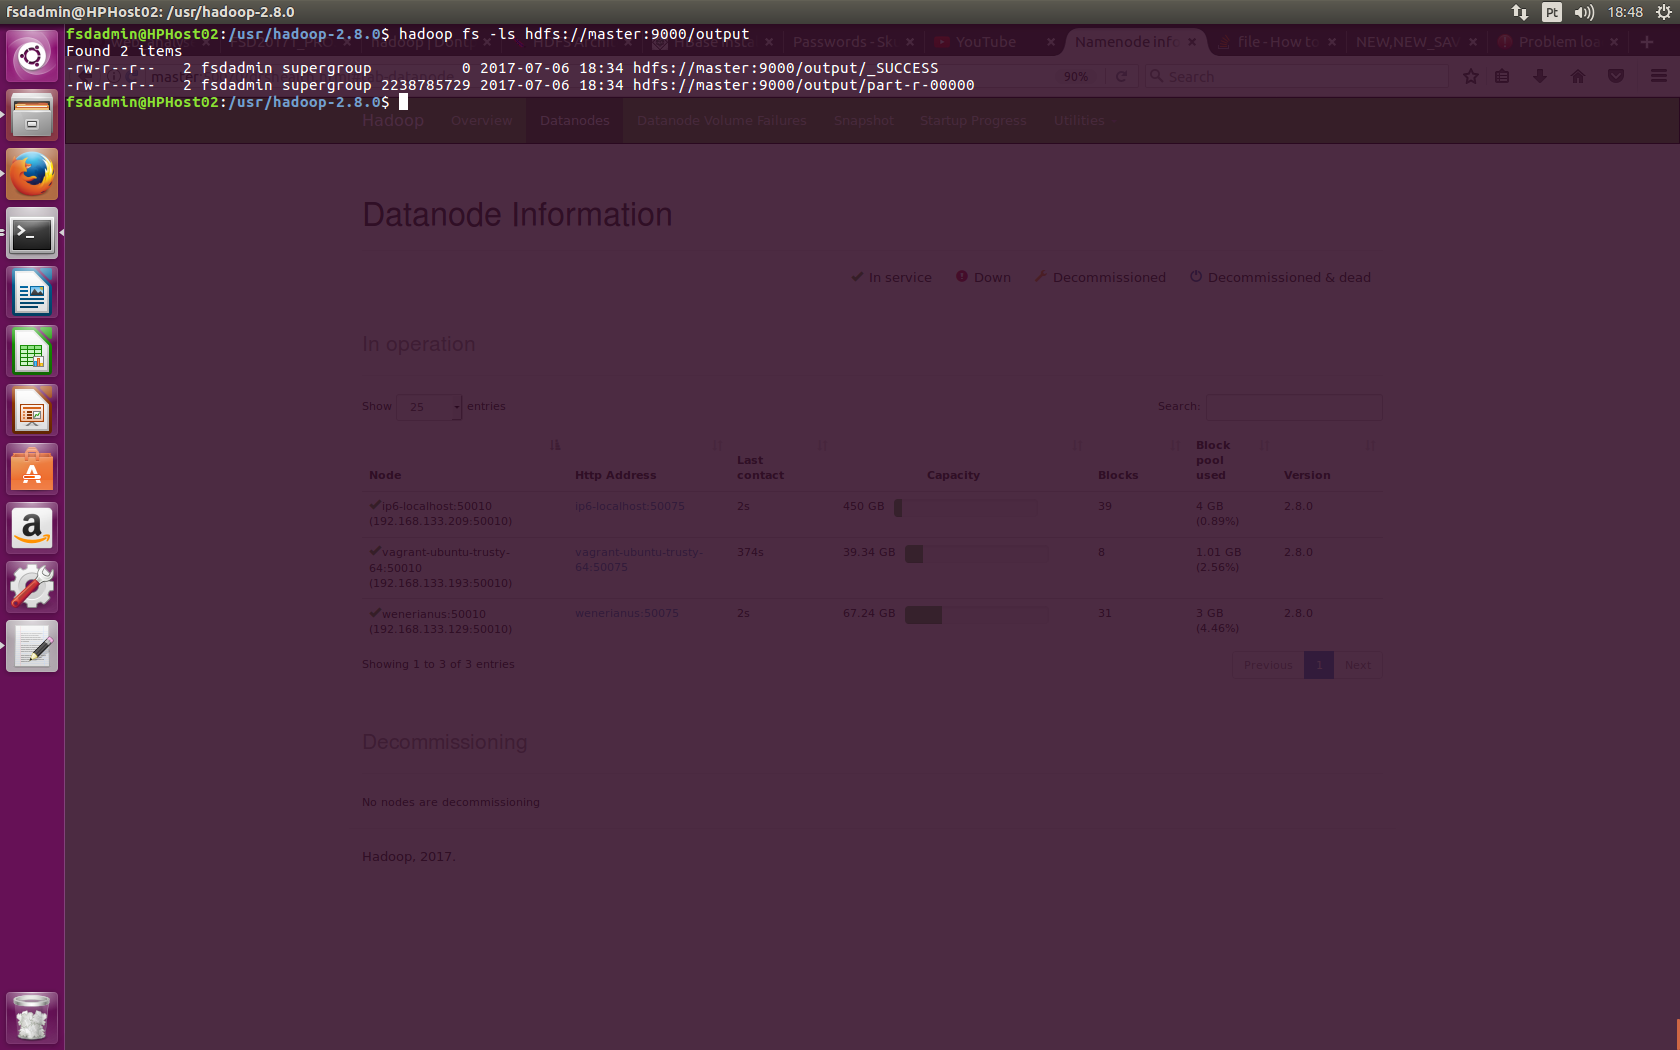 fsdadmin@HPHost02: /usr/hadoop-2.8.0
Pt
18:48
fsdadmin@HPHost02:/usr/hadoop-2.8.0$ hadoop fs -ls hdfs://master:9000/output
Found 2 items
-rw-r--r--   2 fsdadmin supergroup          0 2017-07-06 18:34 hdfs://master:9000/output/_SUCCESS
-rw-r--r--   2 fsdadmin supergroup 2238785729 2017-07-06 18:34 hdfs://master:9000/output/part-r-00000
fsdadmin@HPHost02:/usr/hadoop-2.8.0$
Passwords - Sk
YouTube
Namenode info
file - How to
NEW,NEW_SAV
Problem loa
90%
Search
Hadoop
Overview
Datanodes
Datanode Volume Failures
Snapshot
Startup Progress
Utilities
Datanode Information
In service
Down
Decommissioned
Decommissioned & dead
In operation
Show 25 entries
Search:
Node
Http Address
Last contact
Capacity
Blocks
Block pool used
Version
ip6-localhost:50010 (192.168.133.209:50010)
ip6-localhost:50075
2s
450 GB
39
4 GB (0.89%)
2.8.0
vagrant-ubuntu-trusty-64:50010 (192.168.133.193:50010)
vagrant-ubuntu-trusty-64:50075
374s
39.34 GB
8
1.01 GB (2.56%)
2.8.0
wenerianus:50010 (192.168.133.129:50010)
wenerianus:50075
2s
67.24 GB
31
3 GB (4.46%)
2.8.0
Showing 1 to 3 of 3 entries
Previous
1
Next
Decommissioning
No nodes are decommissioning
Hadoop, 2017.